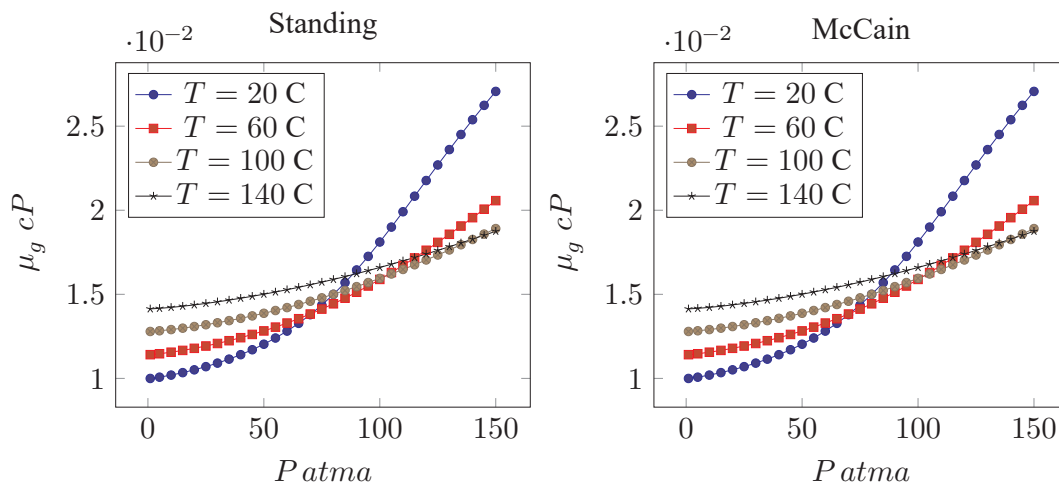 Standing
·10⁻²
T = 20 C
T = 60 C
T = 100 C
T = 140 C
2.5
2
1.5
1
μg cP
0
50
100
150
P atma
McCain
·10⁻²
T = 20 C
T = 60 C
T = 100 C
T = 140 C
2.5
2
1.5
1
μg cP
0
50
100
150
P atma